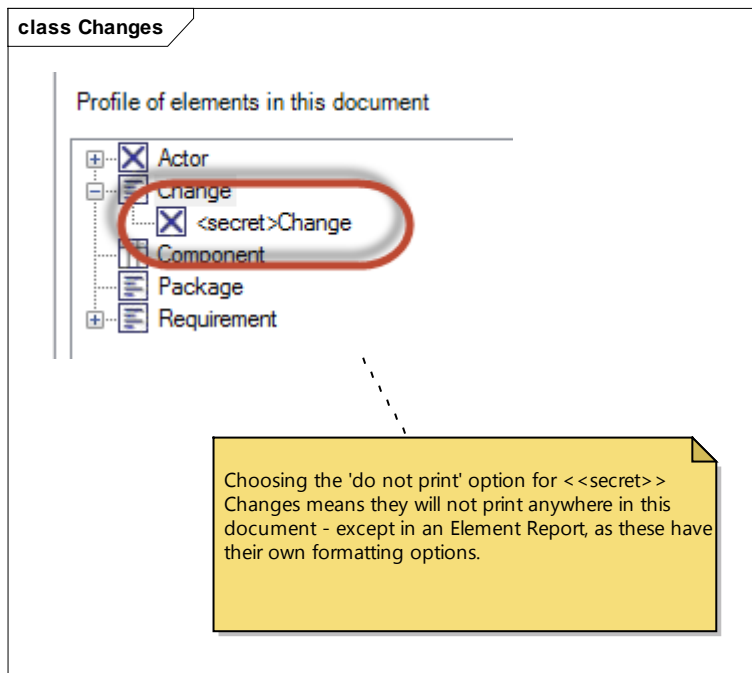 class Changes
Profile of elements in this document
Actor
Change
<secret>Change
Component
Package
Requirement
Choosing the 'do not print' option for <<secret>>
Changes means they will not print anywhere in this
document - except in an Element Report, as these have
their own formatting options.